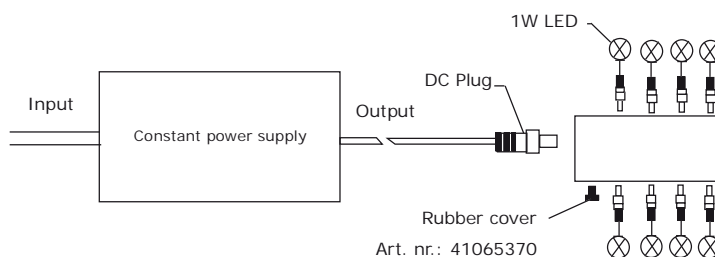 1W LED
DC Plug
Input
Output
Constant power supply
Rubber cover
Art. nr.: 41065370